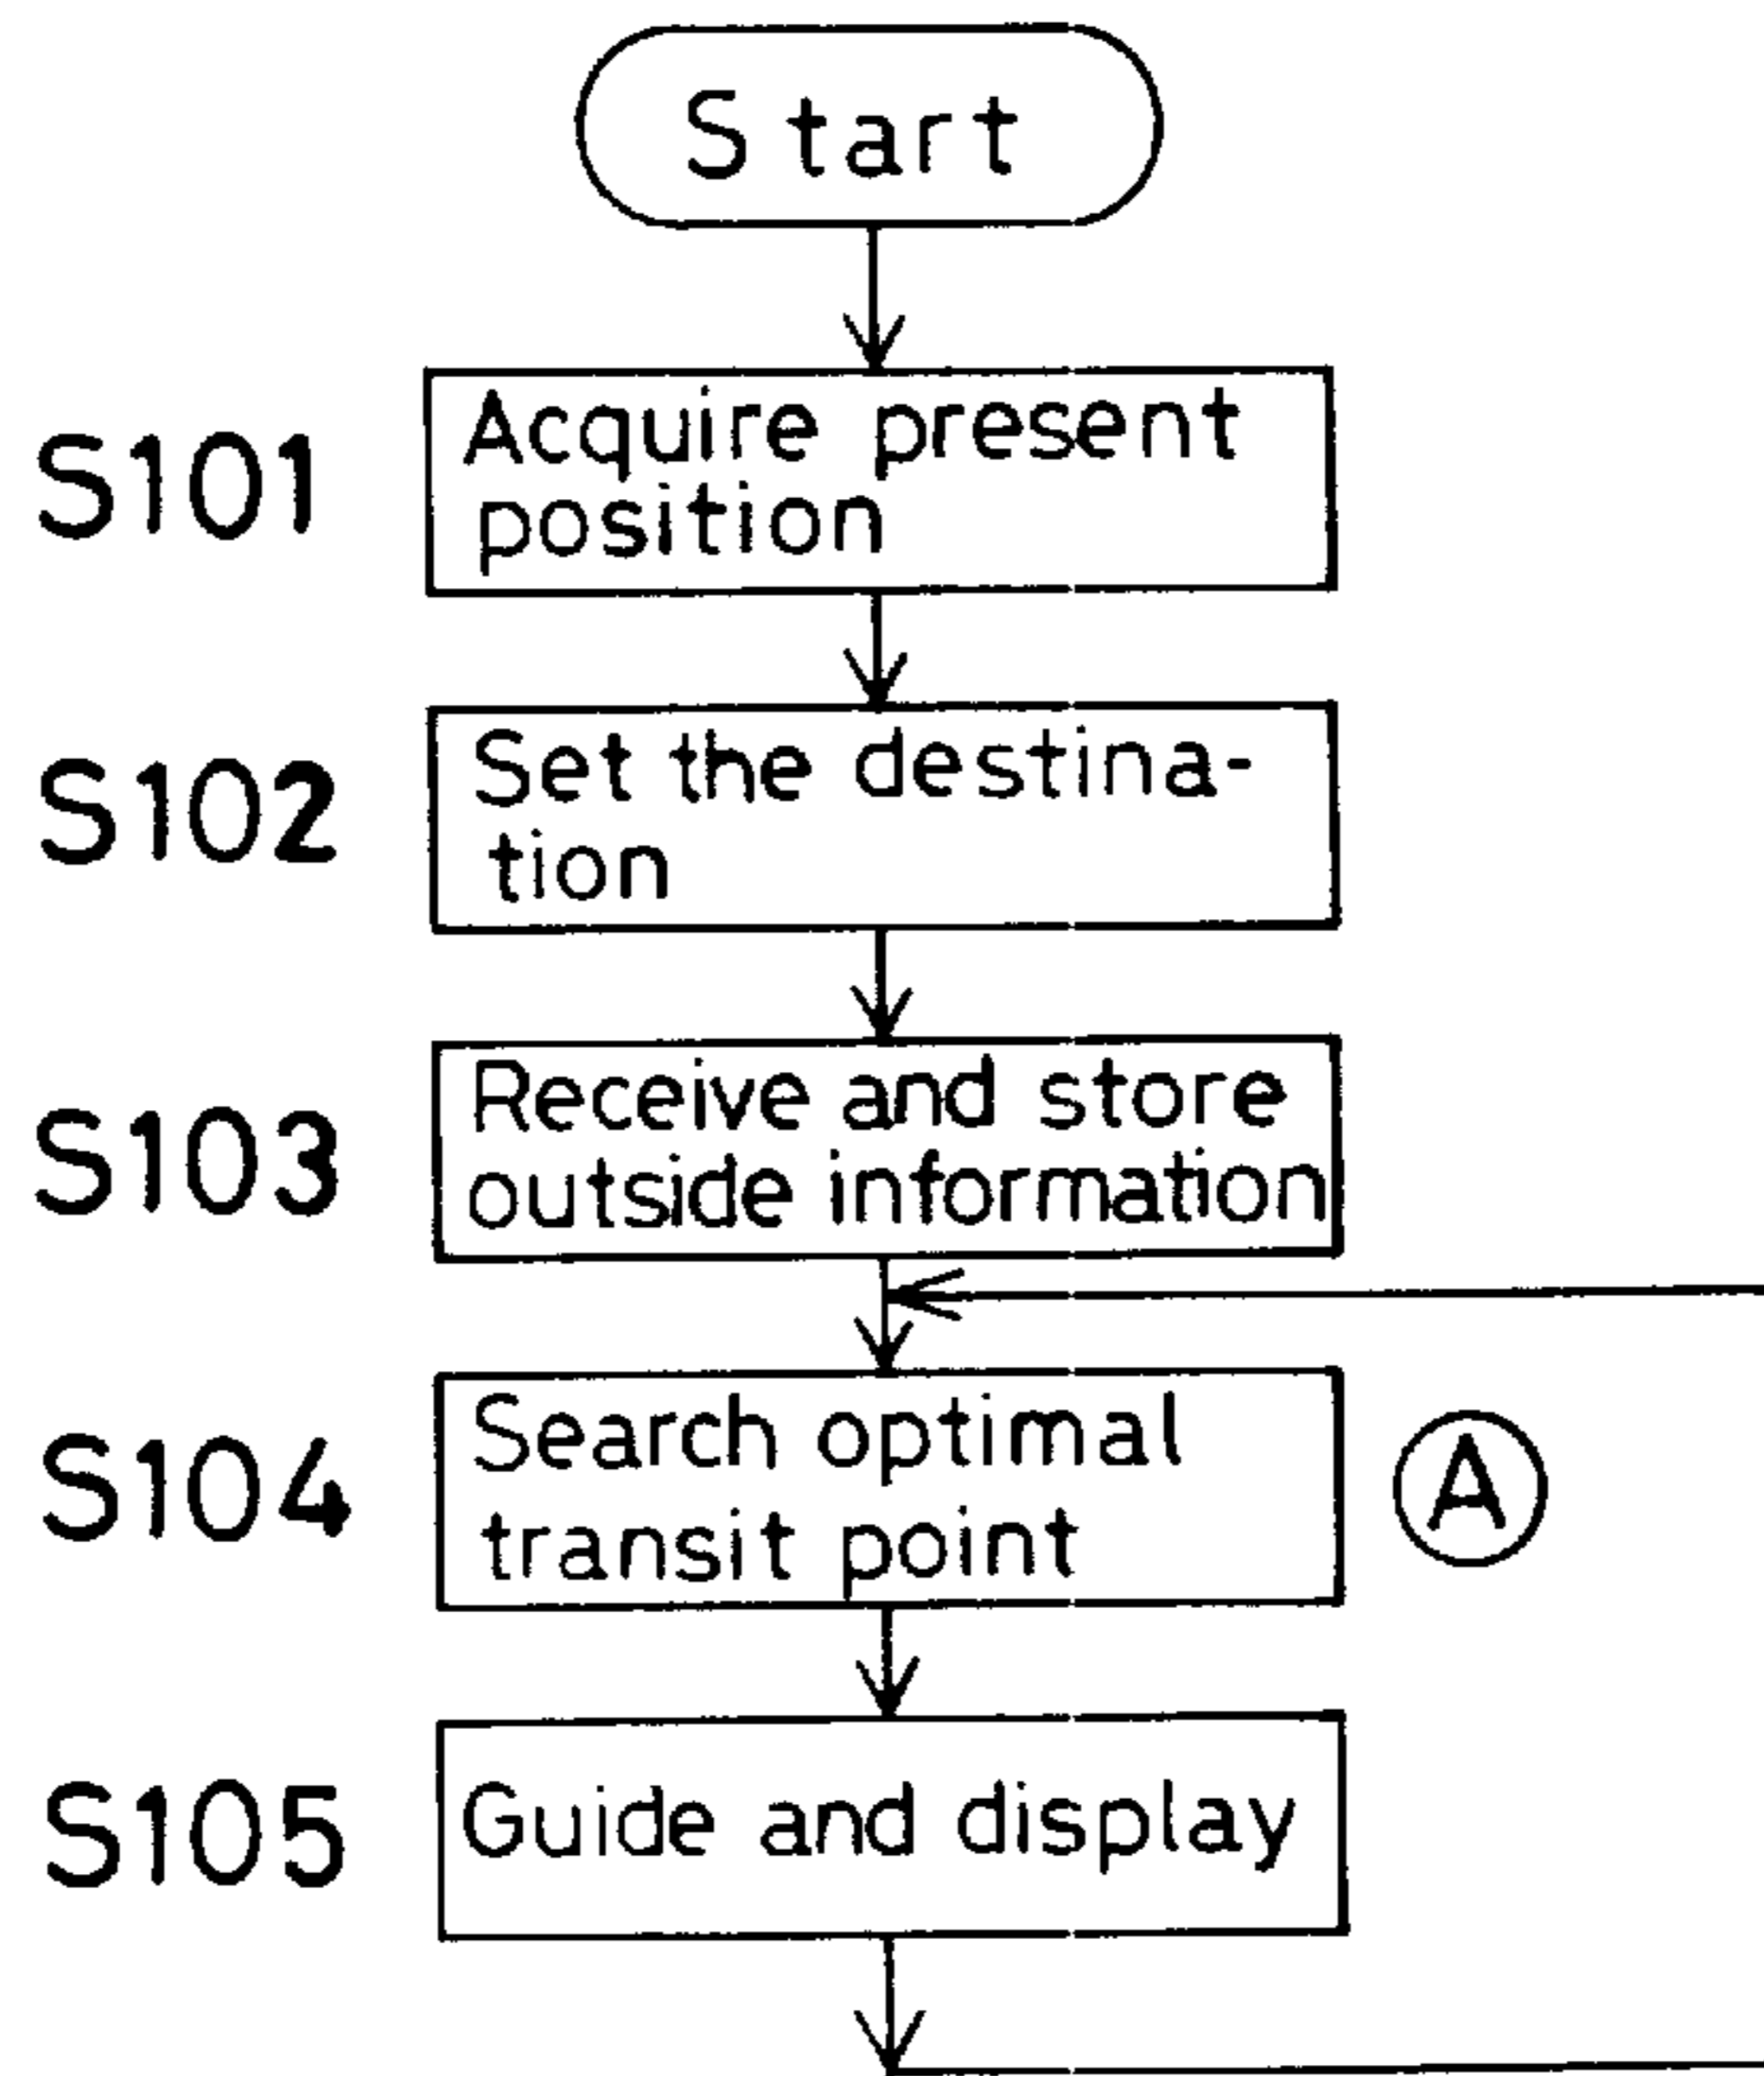 Start
S101
Acquire present
position
S102
Set the destina-
tion
S103
Receive and store
outside information
S104
Search optimal
transit point
A
S105
Guide and display